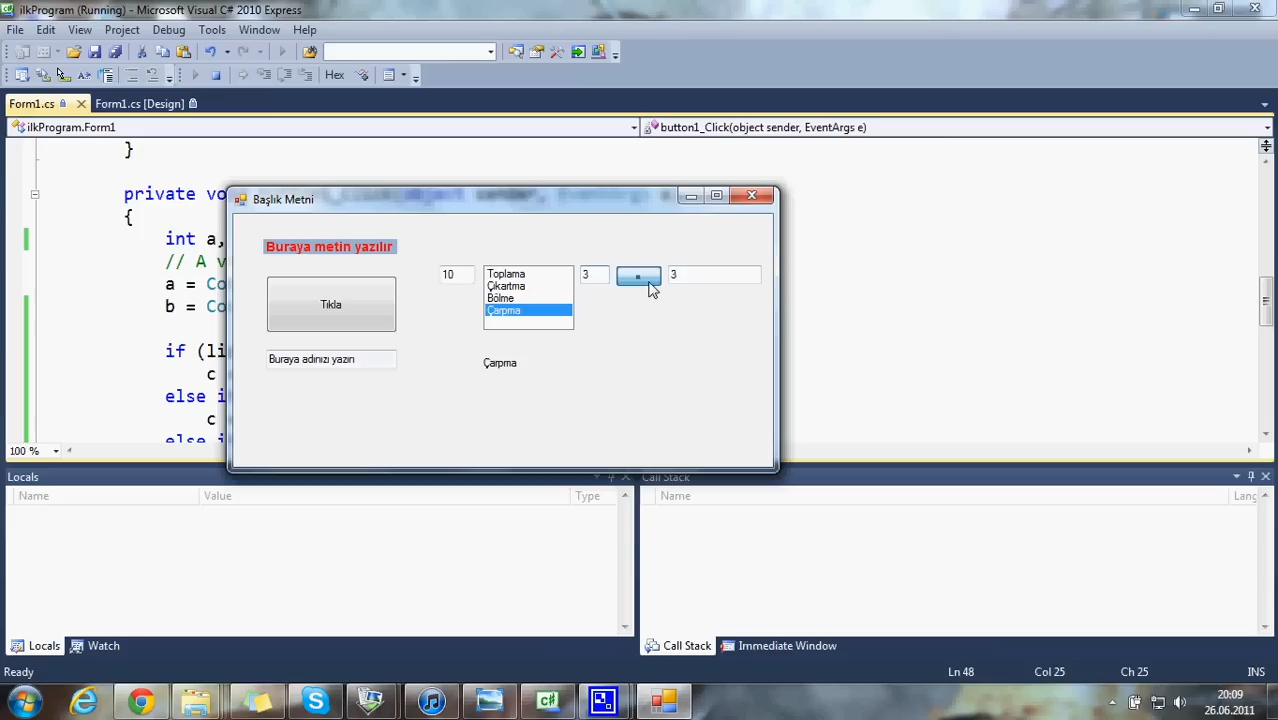 ilkProgram (Running) - Microsoft Visual C# 2010 Express
File Edit View Project Debug Tools Window Help
Hex
Form1.cs Form1.cs [Design]
ilkProgram.Form1 button1_Click(object sender, EventArgs e)
}
private vo
{
int a,
// A v
a = Co
b = Co
if (li
c
else i
c
else i
Başlık Metni
Buraya metin yazılır
10
Toplama
Çıkartma
Bölme
Çarpma
3
=
3
Tıkla
Buraya adınızı yazın
Çarpma
100 %
Locals Call Stack
Name Value Type Name Lang
Locals Watch Call Stack Immediate Window
Ready Ln 48 Col 25 Ch 25 INS
20:09
26.06.2011